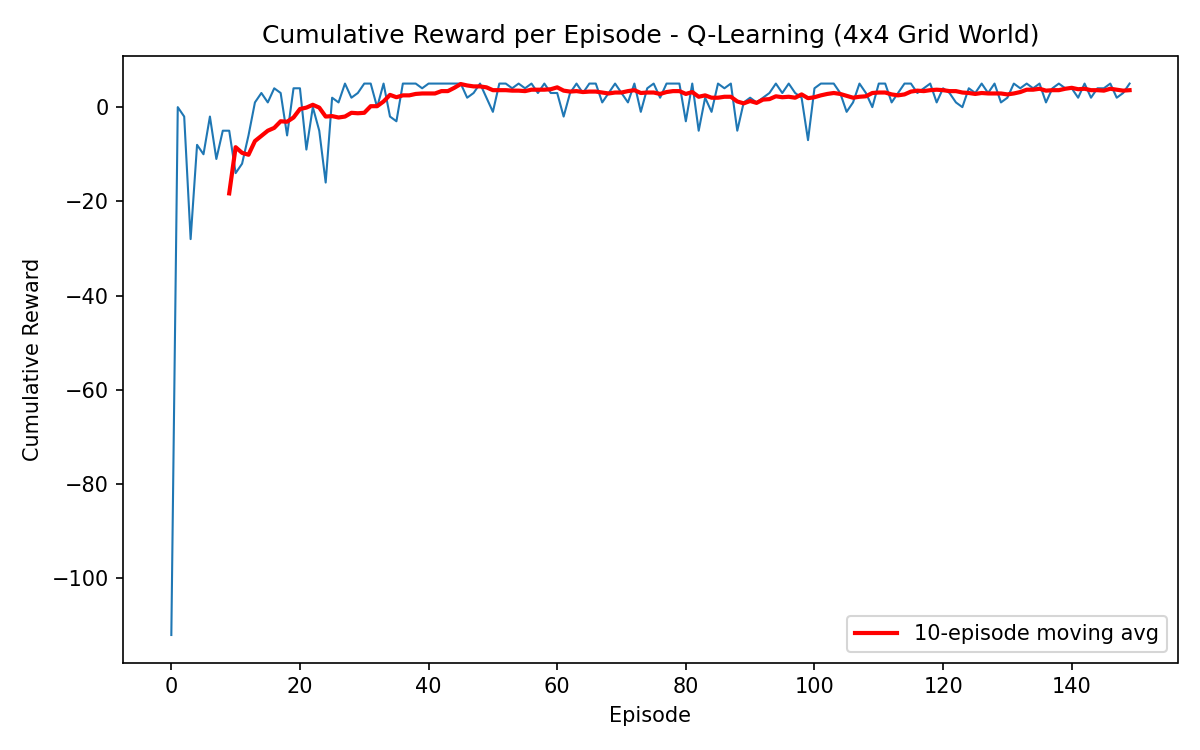 Cumulative Reward per Episode - Q-Learning (4x4 Grid World)
Cumulative Reward
0
−20
−40
−60
−80
−100
10-episode moving avg
0 20 40 60 80 100 120 140
Episode